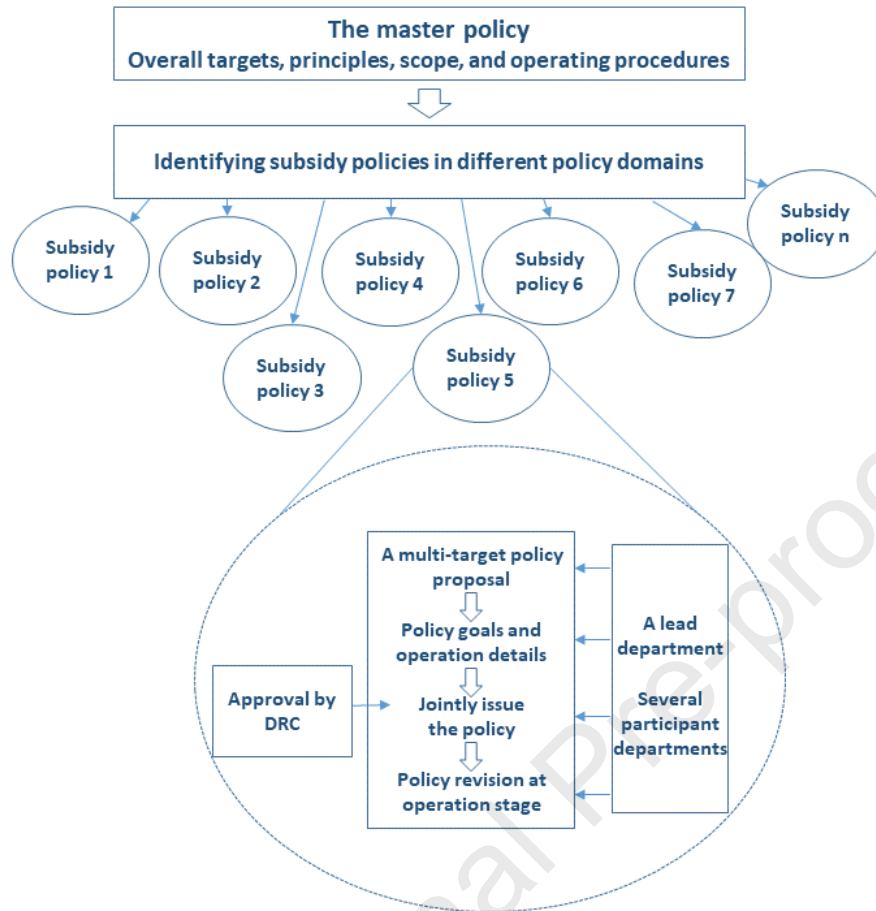 The master policy
Overall targets, principles, scope, and operating procedures
Identifying subsidy policies in different policy domains
Subsidy
policy 1
Subsidy
policy 2
Subsidy
policy 3
Subsidy
policy 4
Subsidy
policy 5
Subsidy
policy 6
Subsidy
policy 7
Subsidy
policy n
A multi-target policy
proposal
Policy goals and
operation details
Jointly issue
the policy
Policy revision at
operation stage
Approval by
DRC
A lead
department
Several
participant
departments
nal Pre-proo